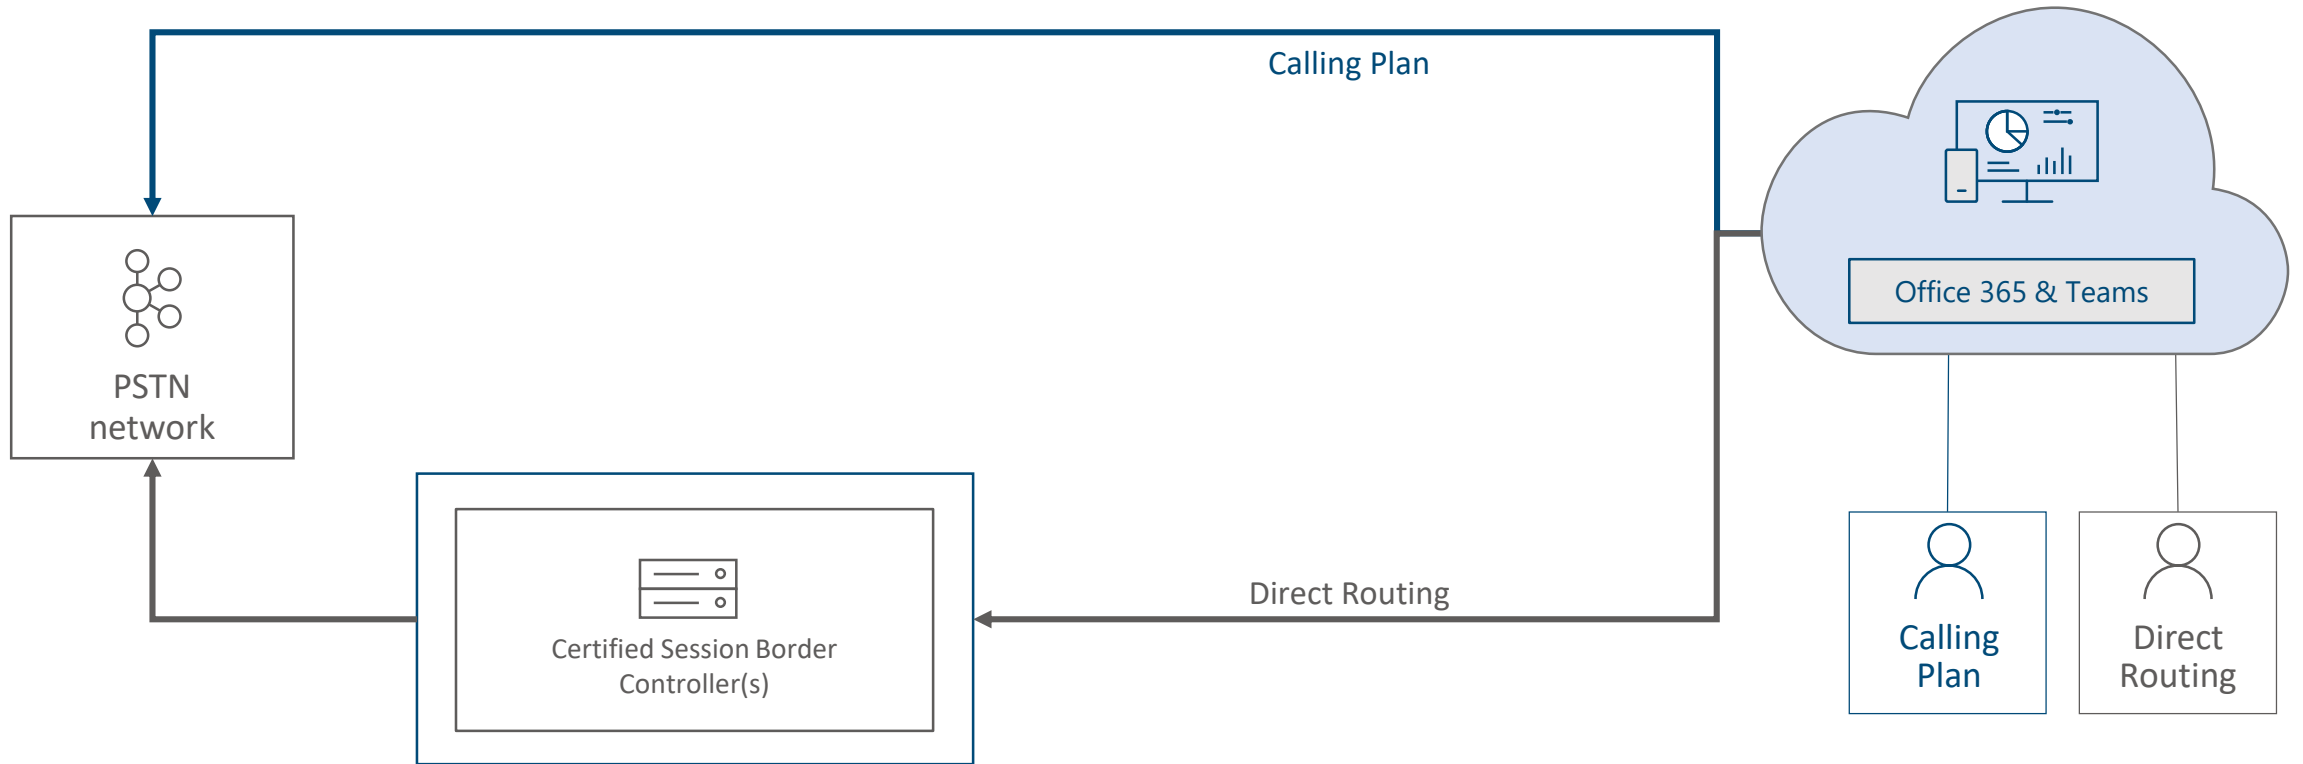 Calling Plan
Office 365 & Teams
PSTN
network
Direct Routing
Certified Session Border
Controller(s)
Calling
Plan
Direct
Routing